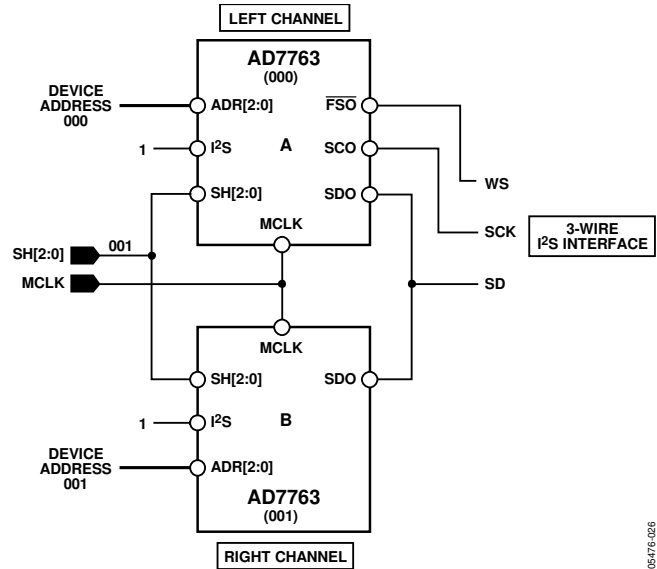 LEFT CHANNEL
AD7763
(000)
DEVICE
ADDRESS
000
ADR[2:0]
FSO
1
I²S
A
SCO
SH[2:0]
SDO
WS
MCLK
SCK
3-WIRE
I²S INTERFACE
SH[2:0]
001
MCLK
SD
MCLK
SH[2:0]
SDO
1
I²S
B
DEVICE
ADDRESS
001
ADR[2:0]
AD7763
(001)
RIGHT CHANNEL
05476-026